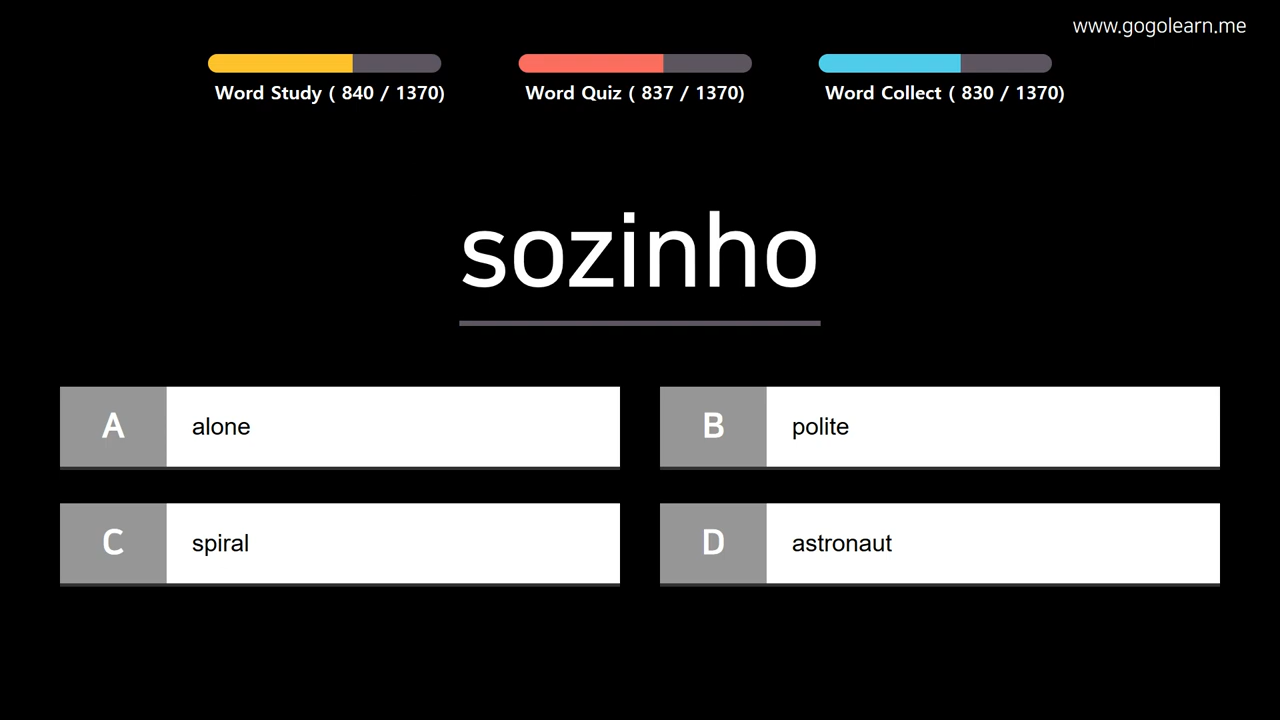 www.gogolearn.me
Word Study ( 840 / 1370)
Word Quiz ( 837 / 1370)
Word Collect ( 830 / 1370)
sozinho
A alone
B polite
C spiral
D astronaut